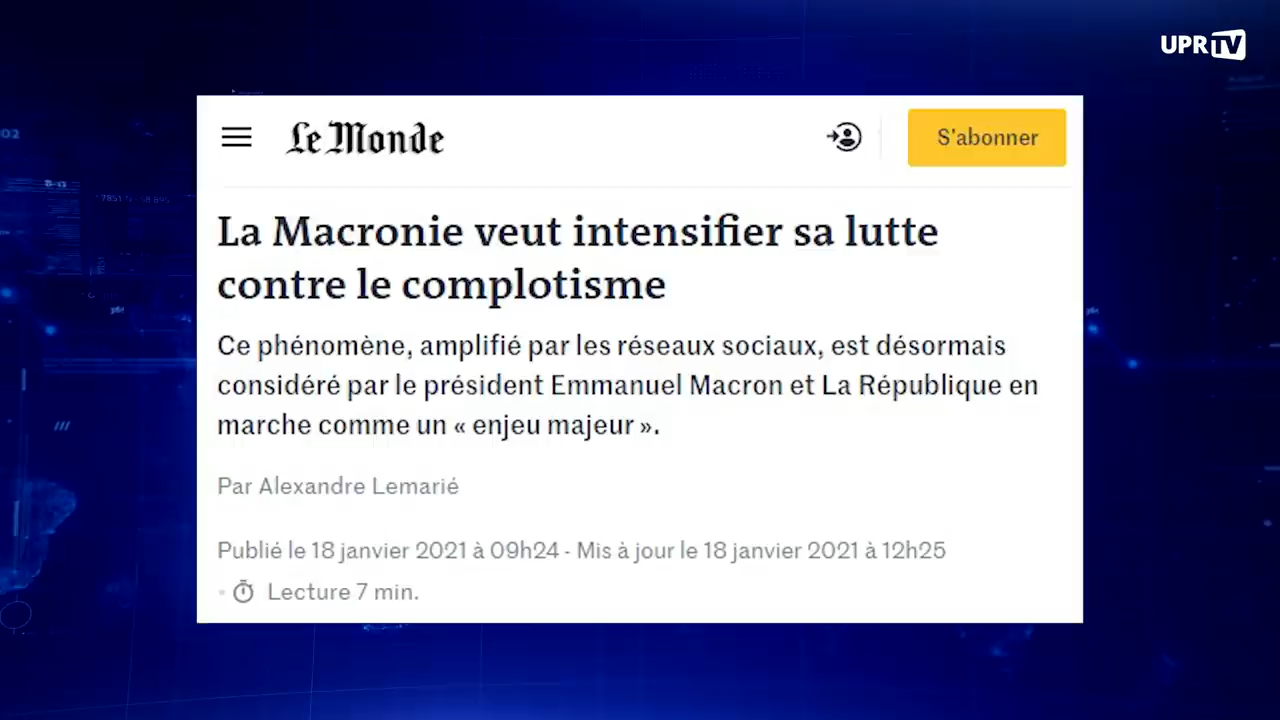 UPR TV
Le Monde
S'abonner
La Macronie veut intensifier sa lutte
contre le complotisme
Ce phénomène, amplifié par les réseaux sociaux, est désormais
considéré par le président Emmanuel Macron et La République en
marche comme un « enjeu majeur ».
Par Alexandre Lemarié
Publié le 18 janvier 2021 à 09h24 - Mis à jour le 18 janvier 2021 à 12h25
Lecture 7 min.